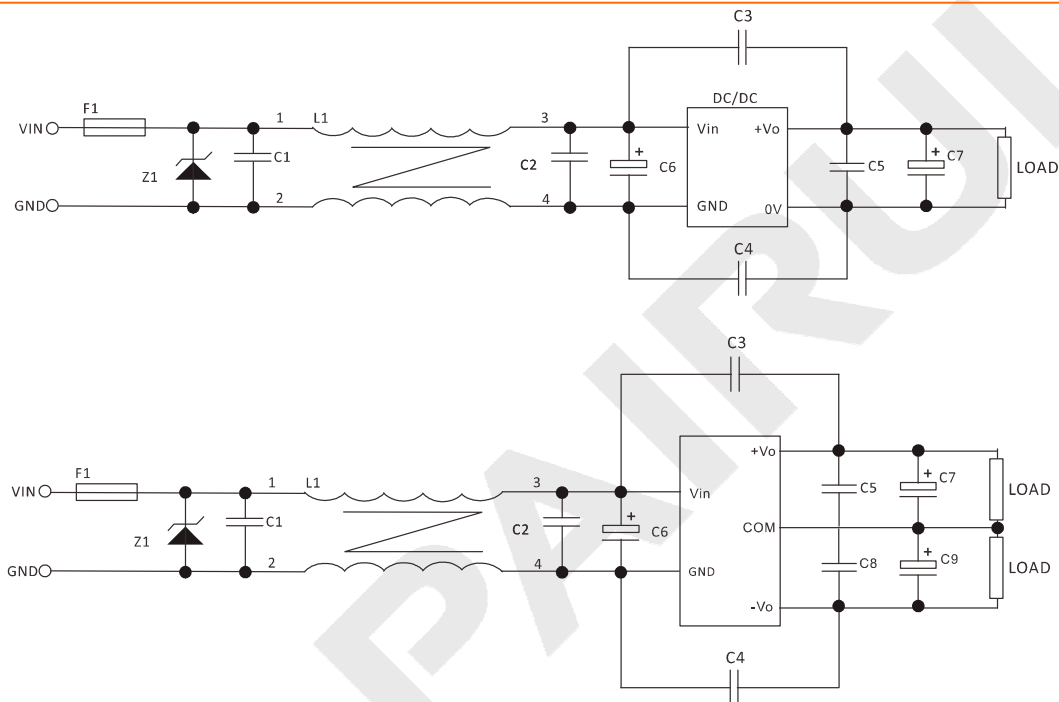 C3
F1
VIN
1
L1
3
DC/DC
Vin
+Vo
Z1
C1
C2
+
C6
C5
+
C7
LOAD
GND
2
4
GND
0V
C4
C3
+Vo
F1
VIN
1
L1
3
Vin
C5
+
C7
LOAD
Z1
C1
C2
+
C6
COM
GND
2
4
GND
C8
+
C9
LOAD
-Vo
C4
PAIRUI